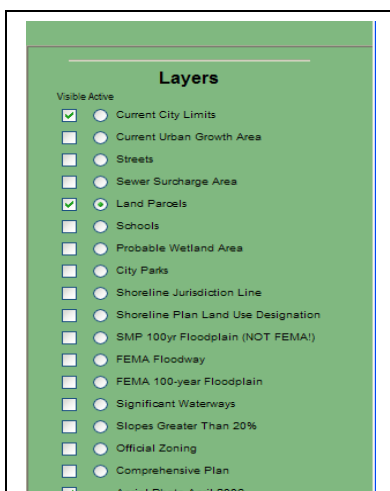 Layers
Visible Active
Current City Limits
Current Urban Growth Area
Streets
Sewer Surcharge Area
Land Parcels
Schools
Probable Wetland Area
City Parks
Shoreline Jurisdiction Line
Shoreline Plan Land Use Designation
SMP 100yr Floodplain (NOT FEMA!)
FEMA Floodway
FEMA 100-year Floodplain
Significant Waterways
Slopes Greater Than 20%
Official Zoning
Comprehensive Plan